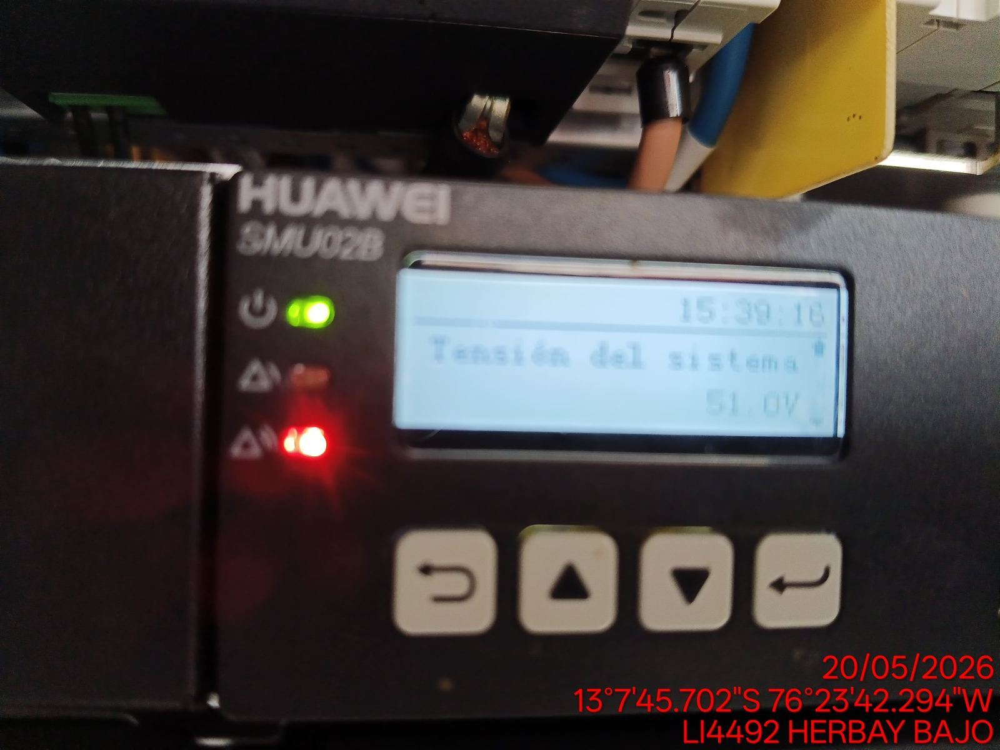 HUAWEI
SMU02B
15:39:16
Tensión del sistema
51.0V
20/05/2026
13°7'45.702"S 76°23'42.294"W
LI4492 HERBAY BAJO